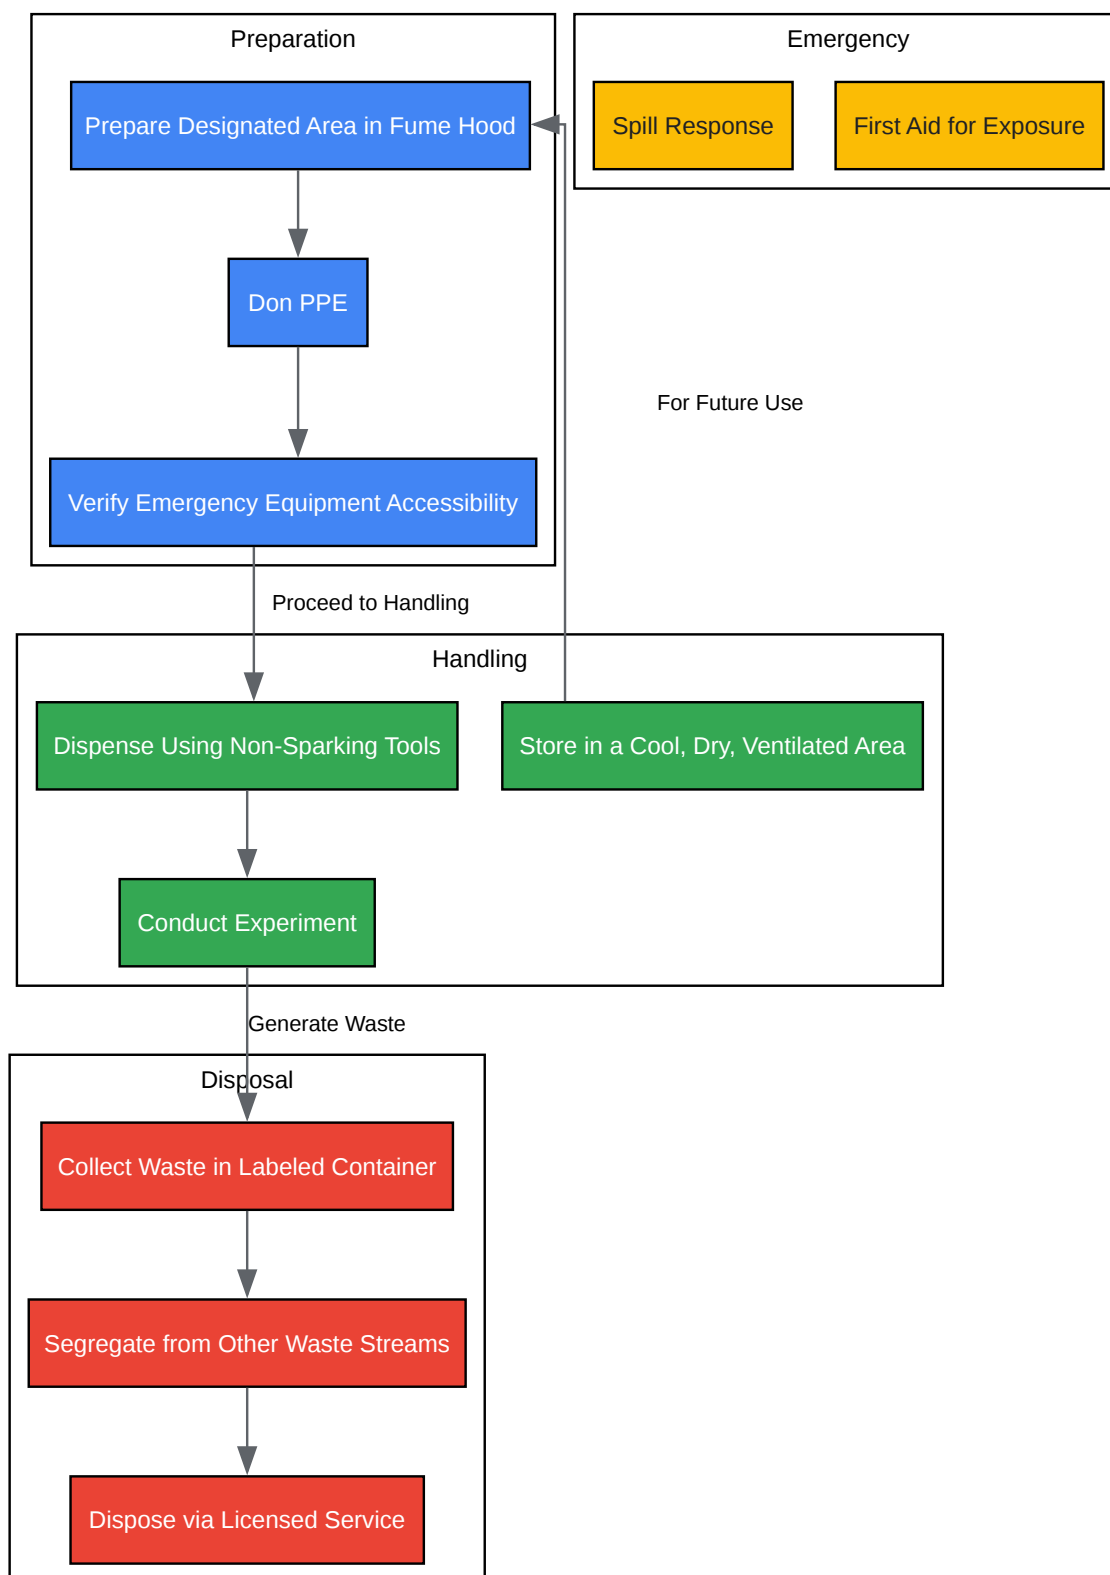 Preparation
Prepare Designated Area in Fume Hood
Don PPE
Verify Emergency Equipment Accessibility
Emergency
Spill Response
First Aid for Exposure
For Future Use
Proceed to Handling
Handling
Dispense Using Non-Sparking Tools
Store in a Cool, Dry, Ventilated Area
Conduct Experiment
Generate Waste
Disposal
Collect Waste in Labeled Container
Segregate from Other Waste Streams
Dispose via Licensed Service